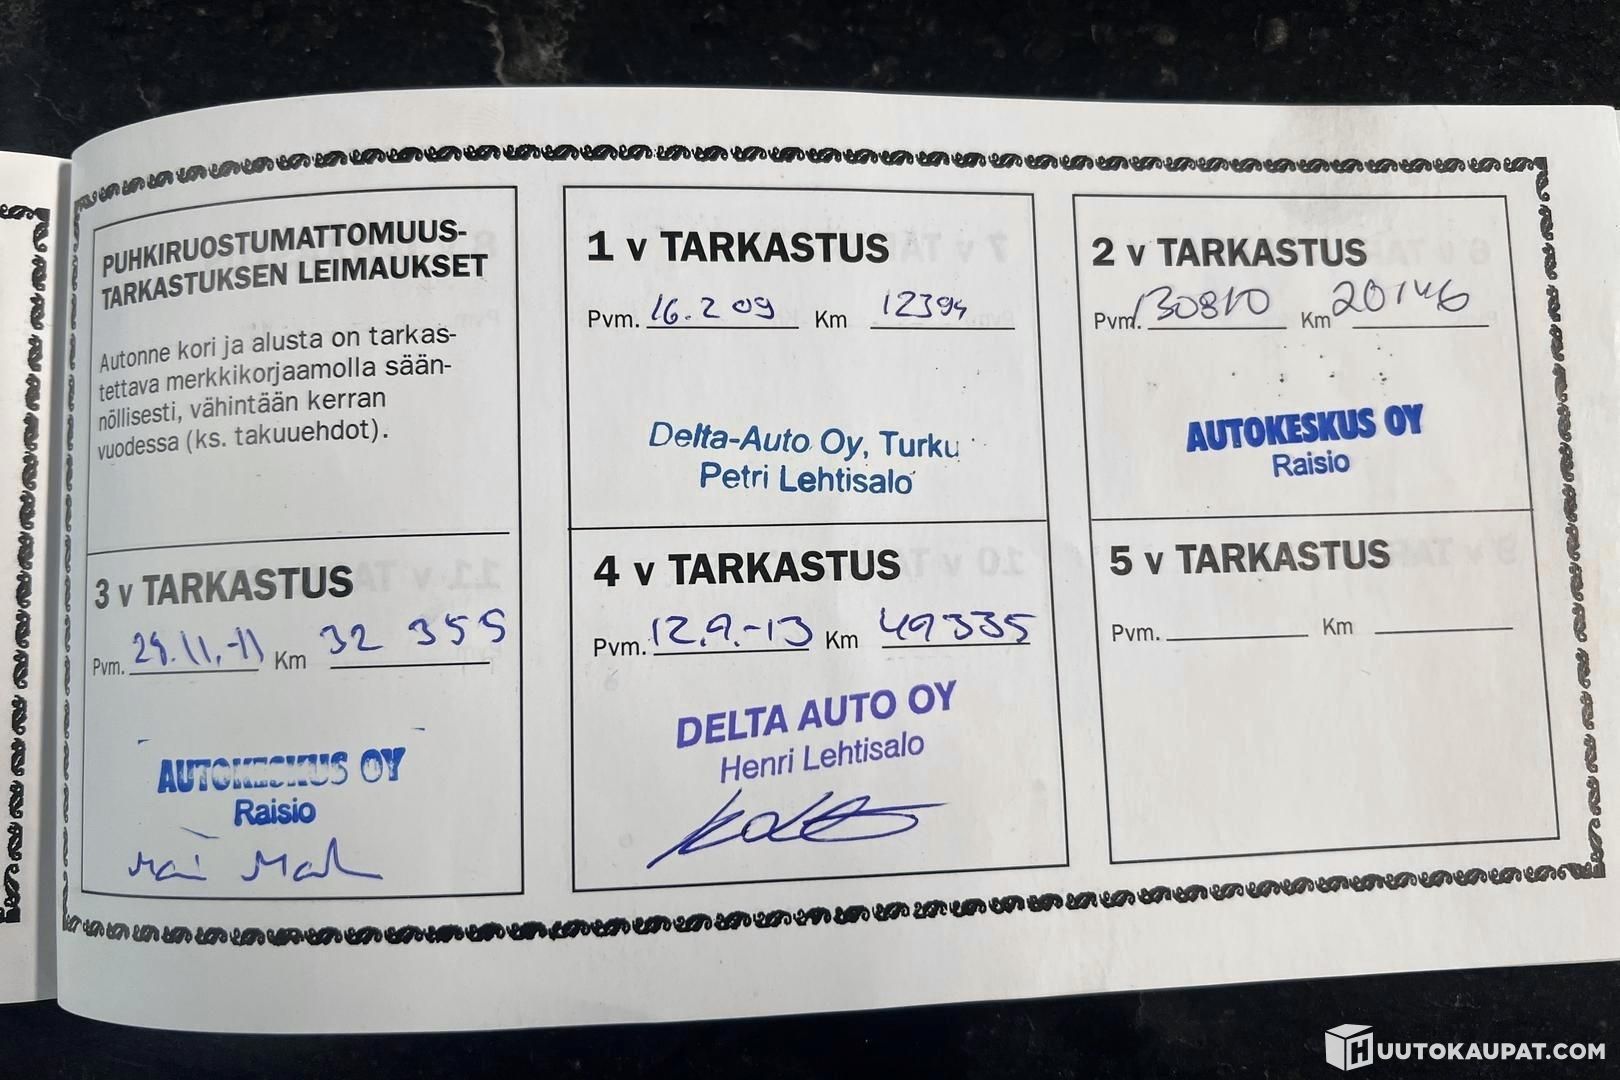 PUHKIRUOSTUMATTOMUUS-
TARKASTUKSEN LEIMAUKSET
Autonne kori ja alusta on tarkas-
tettava merkkikorjaamolla sään-
nöllisesti, vähintään kerran
vuodessa (ks. takuuehdot).
1 v TARKASTUS
Pvm. 16.2 09 Km 12394
Delta-Auto Oy, Turku
Petri Lehtisalo
2 v TARKASTUS
Pvm. 130810 Km 20146
AUTOKESKUS OY
Raisio
3 v TARKASTUS
Pvm. 29.11.-11 Km 32 355
AUTOKESKUS OY
Raisio
4 v TARKASTUS
Pvm. 12.9.-13 Km 49335
DELTA AUTO OY
Henri Lehtisalo
5 v TARKASTUS
Pvm. Km
HUUTOKAUPAT.COM